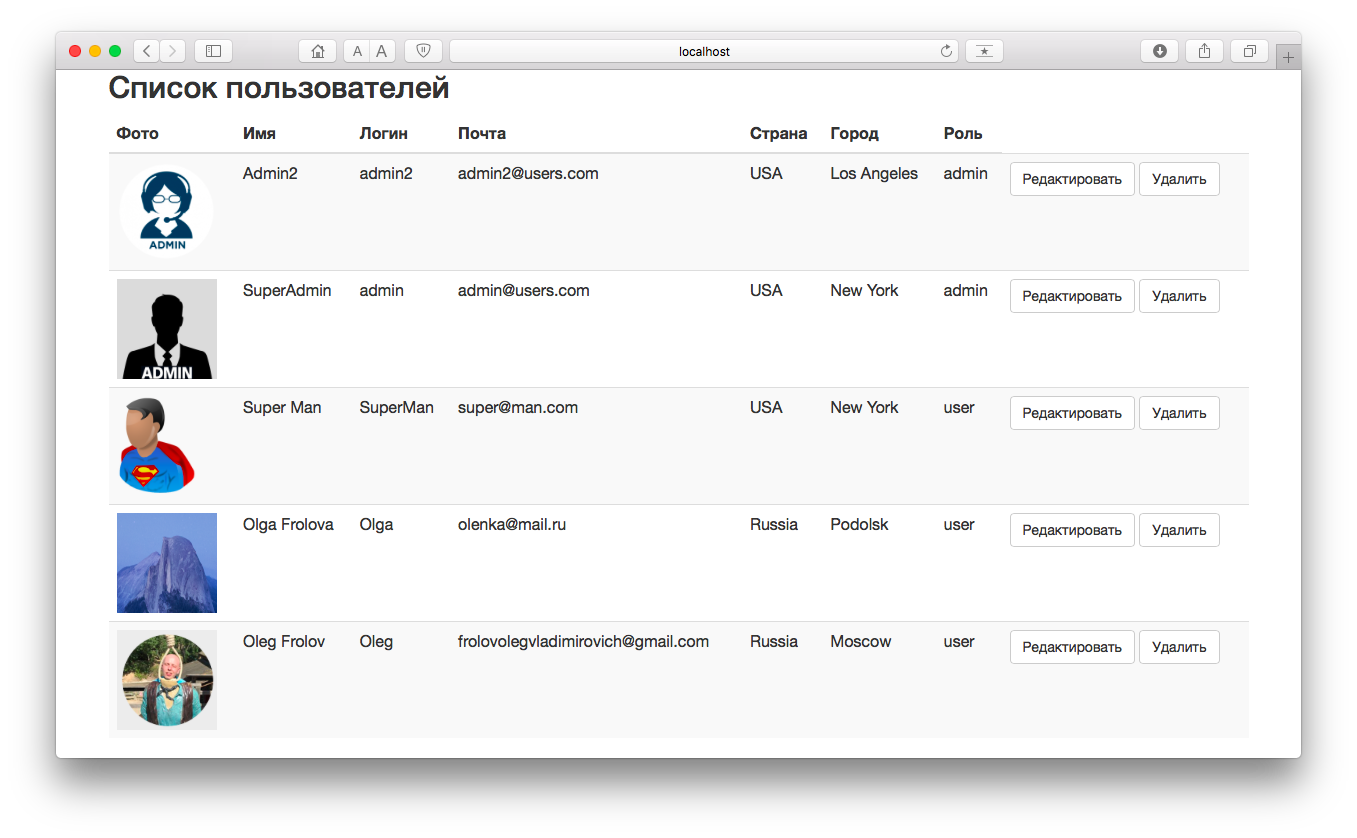 localhost
Список пользователей
Фото Имя Логин Почта Страна Город Роль
Admin2 admin2 admin2@users.com USA Los Angeles admin Редактировать Удалить
ADMIN
SuperAdmin admin admin@users.com USA New York admin Редактировать Удалить
ADMIN
Super Man SuperMan super@man.com USA New York user Редактировать Удалить
Olga Frolova Olga olenka@mail.ru Russia Podolsk user Редактировать Удалить
Oleg Frolov Oleg frolovolegvladimirovich@gmail.com Russia Moscow user Редактировать Удалить